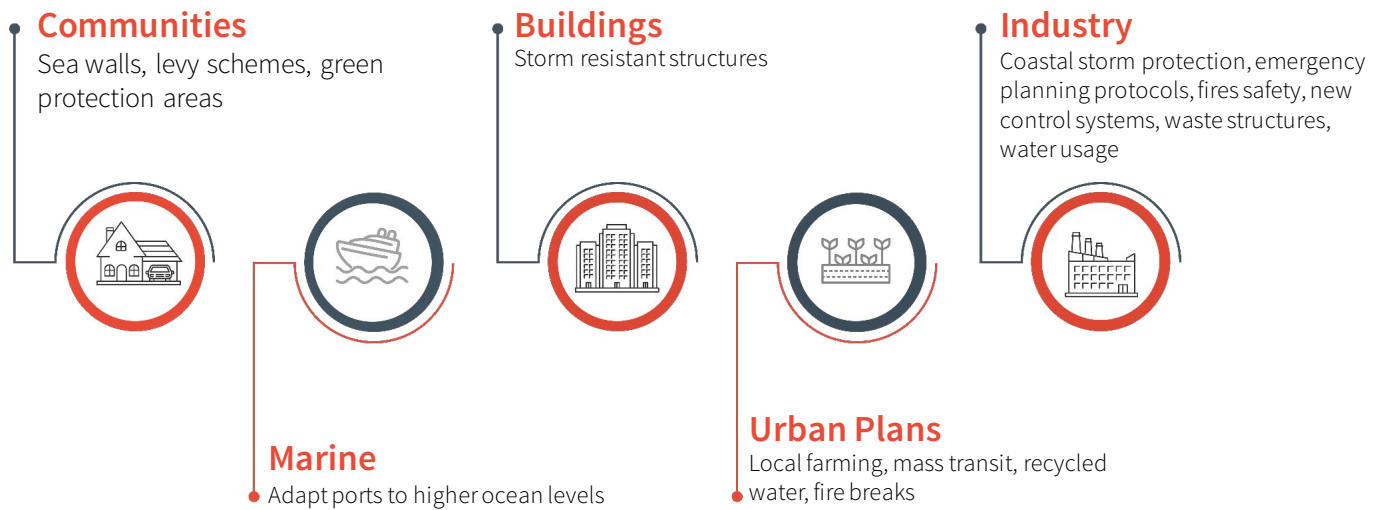 Communities
Sea walls, levy schemes, green
protection areas
Buildings
Storm resistant structures
Industry
Coastal storm protection, emergency
planning protocols, fires safety, new
control systems, waste structures,
water usage
Marine
Adapt ports to higher ocean levels
Urban Plans
Local farming, mass transit, recycled
water, fire breaks